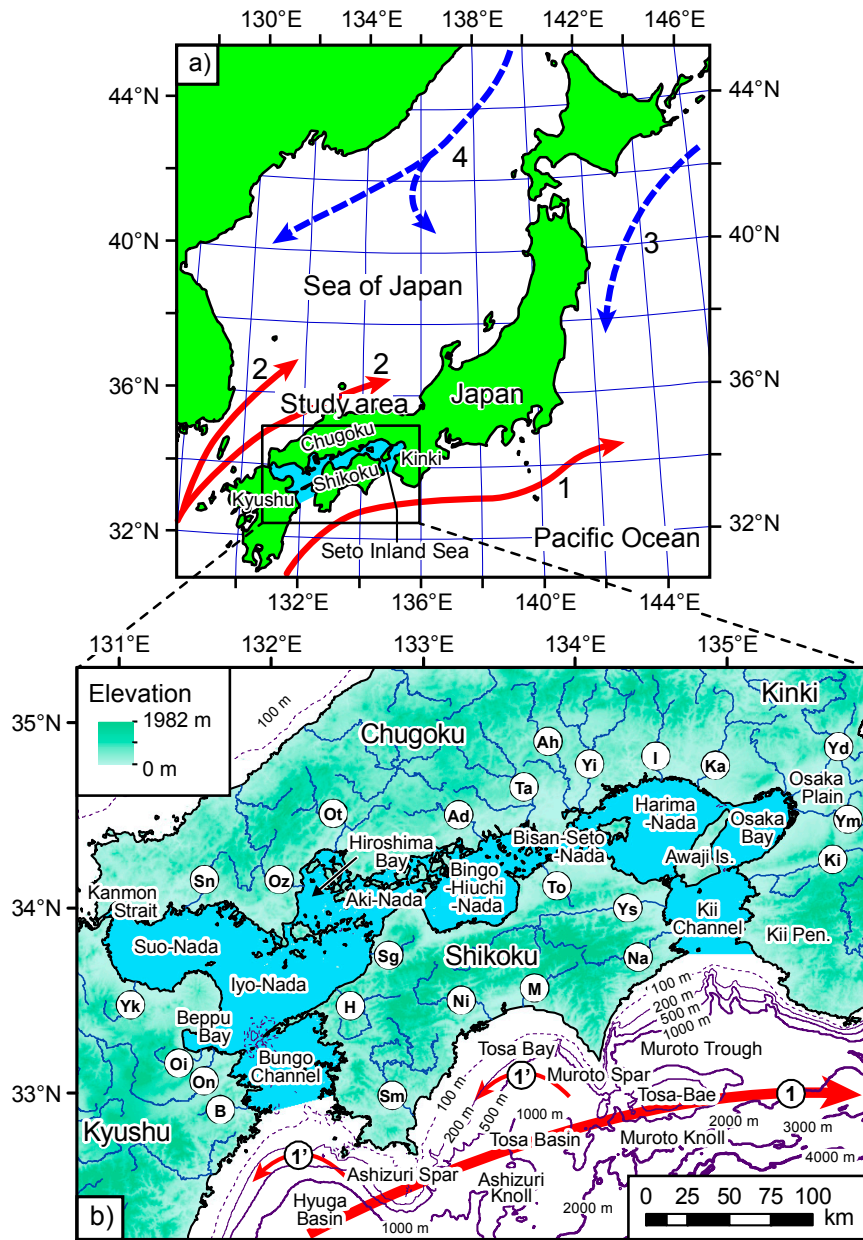 130°E 134°E 138°E 142°E 146°E
a)
44°N
44°N
4
40°N
40°N
3
Sea of Japan
2
2
36°N
36°N
Study area
Japan
Chugoku
Kinki
Shikoku
Kyushu
1
32°N
32°N
Pacific Ocean
Seto Inland Sea
132°E 136°E 140°E 144°E
131°E 132°E 133°E 134°E 135°E
Elevation
1982 m
0 m
100 m
35°N
Chugoku
Kinki
Ah
Yi
I
Ka
Yd
Ta
Osaka
Plain
Ot
Ad
Harima
-Nada
Osaka
Bay
Ym
Hiroshima
Bay
Bisan-Seto
-Nada
Awaji Is.
Ki
Sn
Oz
Bingo
-Hiuchi
-Nada
To
Kanmon
Strait
Aki-Nada
34°N
Ys
Kii
Channel
Kii Pen.
Suo-Nada
Sg
Shikoku
Na
Iyo-Nada
Yk
H
Ni
M
100 m
200 m
500 m
1000 m
Beppu
Bay
Oi
Bungo
Channel
Tosa Bay
Muroto Trough
33°N
On
1'
Muroto Spar
B
Sm
100 m
200 m
500 m
1000 m
Tosa-Bae
1
Kyushu
Tosa Basin
2000 m
3000 m
Muroto Knoll
4000 m
1'
Ashizuri Spar
Ashizuri
Knoll
Hyuga
Basin
1000 m
2000 m
b)
0 25 50 75 100
km